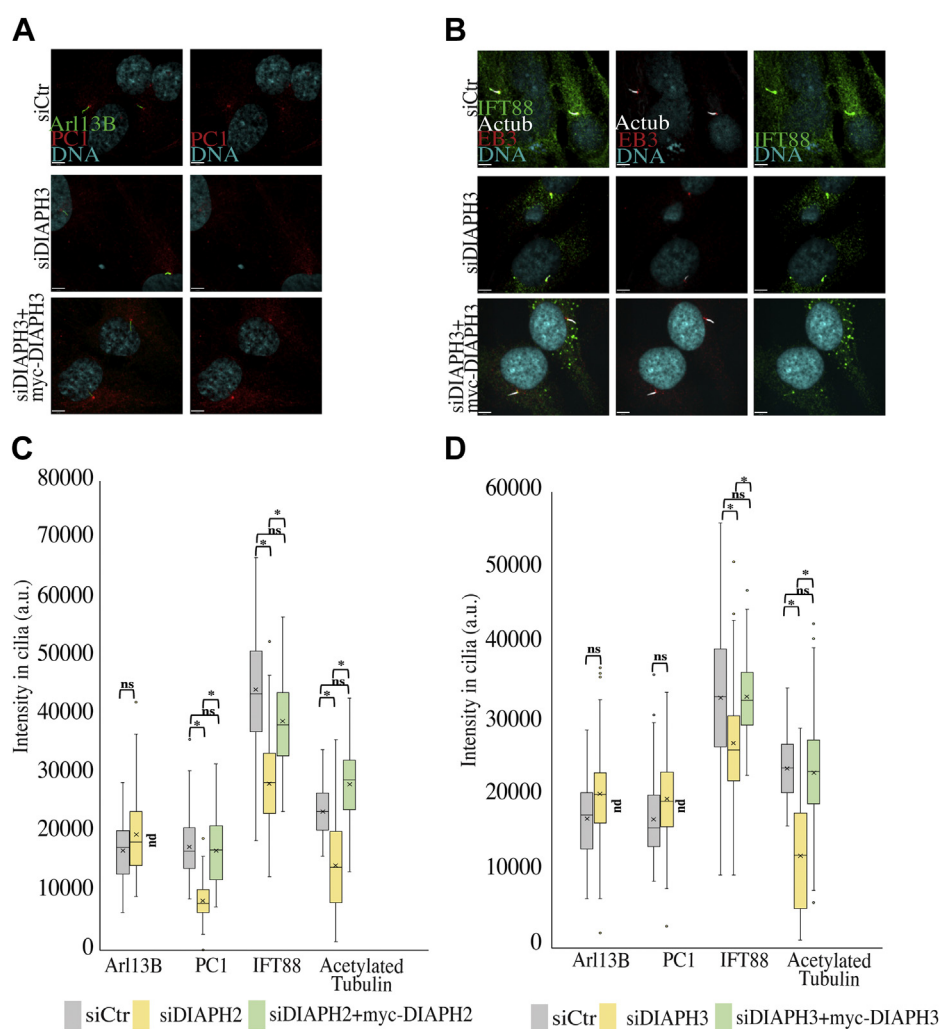 A
siCtr
Arl13B
PC1
DNA
PC1
DNA
siDIAPH3
siDIAPH3+
myc-DIAPH3
B
siCtr
IFT88
Actub
EB3
DNA
Actub
EB3
DNA
IFT88
DNA
siDIAPH3
siDIAPH3+
myc-DIAPH3
C
Intensity in cilia (a.u.)
80000
70000
60000
50000
40000
30000
20000
10000
0
ns
nd
*
ns
*
*
ns
*
*
ns
*
Arl13B
PC1
IFT88
Acetylated
Tubulin
siCtr
siDIAPH2
siDIAPH2+myc-DIAPH2
D
Intensity in cilia (a.u.)
60000
50000
40000
30000
20000
10000
0
ns
nd
ns
nd
*
ns
*
*
ns
*
Arl13B
PC1
IFT88
Acetylated
Tubulin
siCtr
siDIAPH3
siDIAPH3+myc-DIAPH3